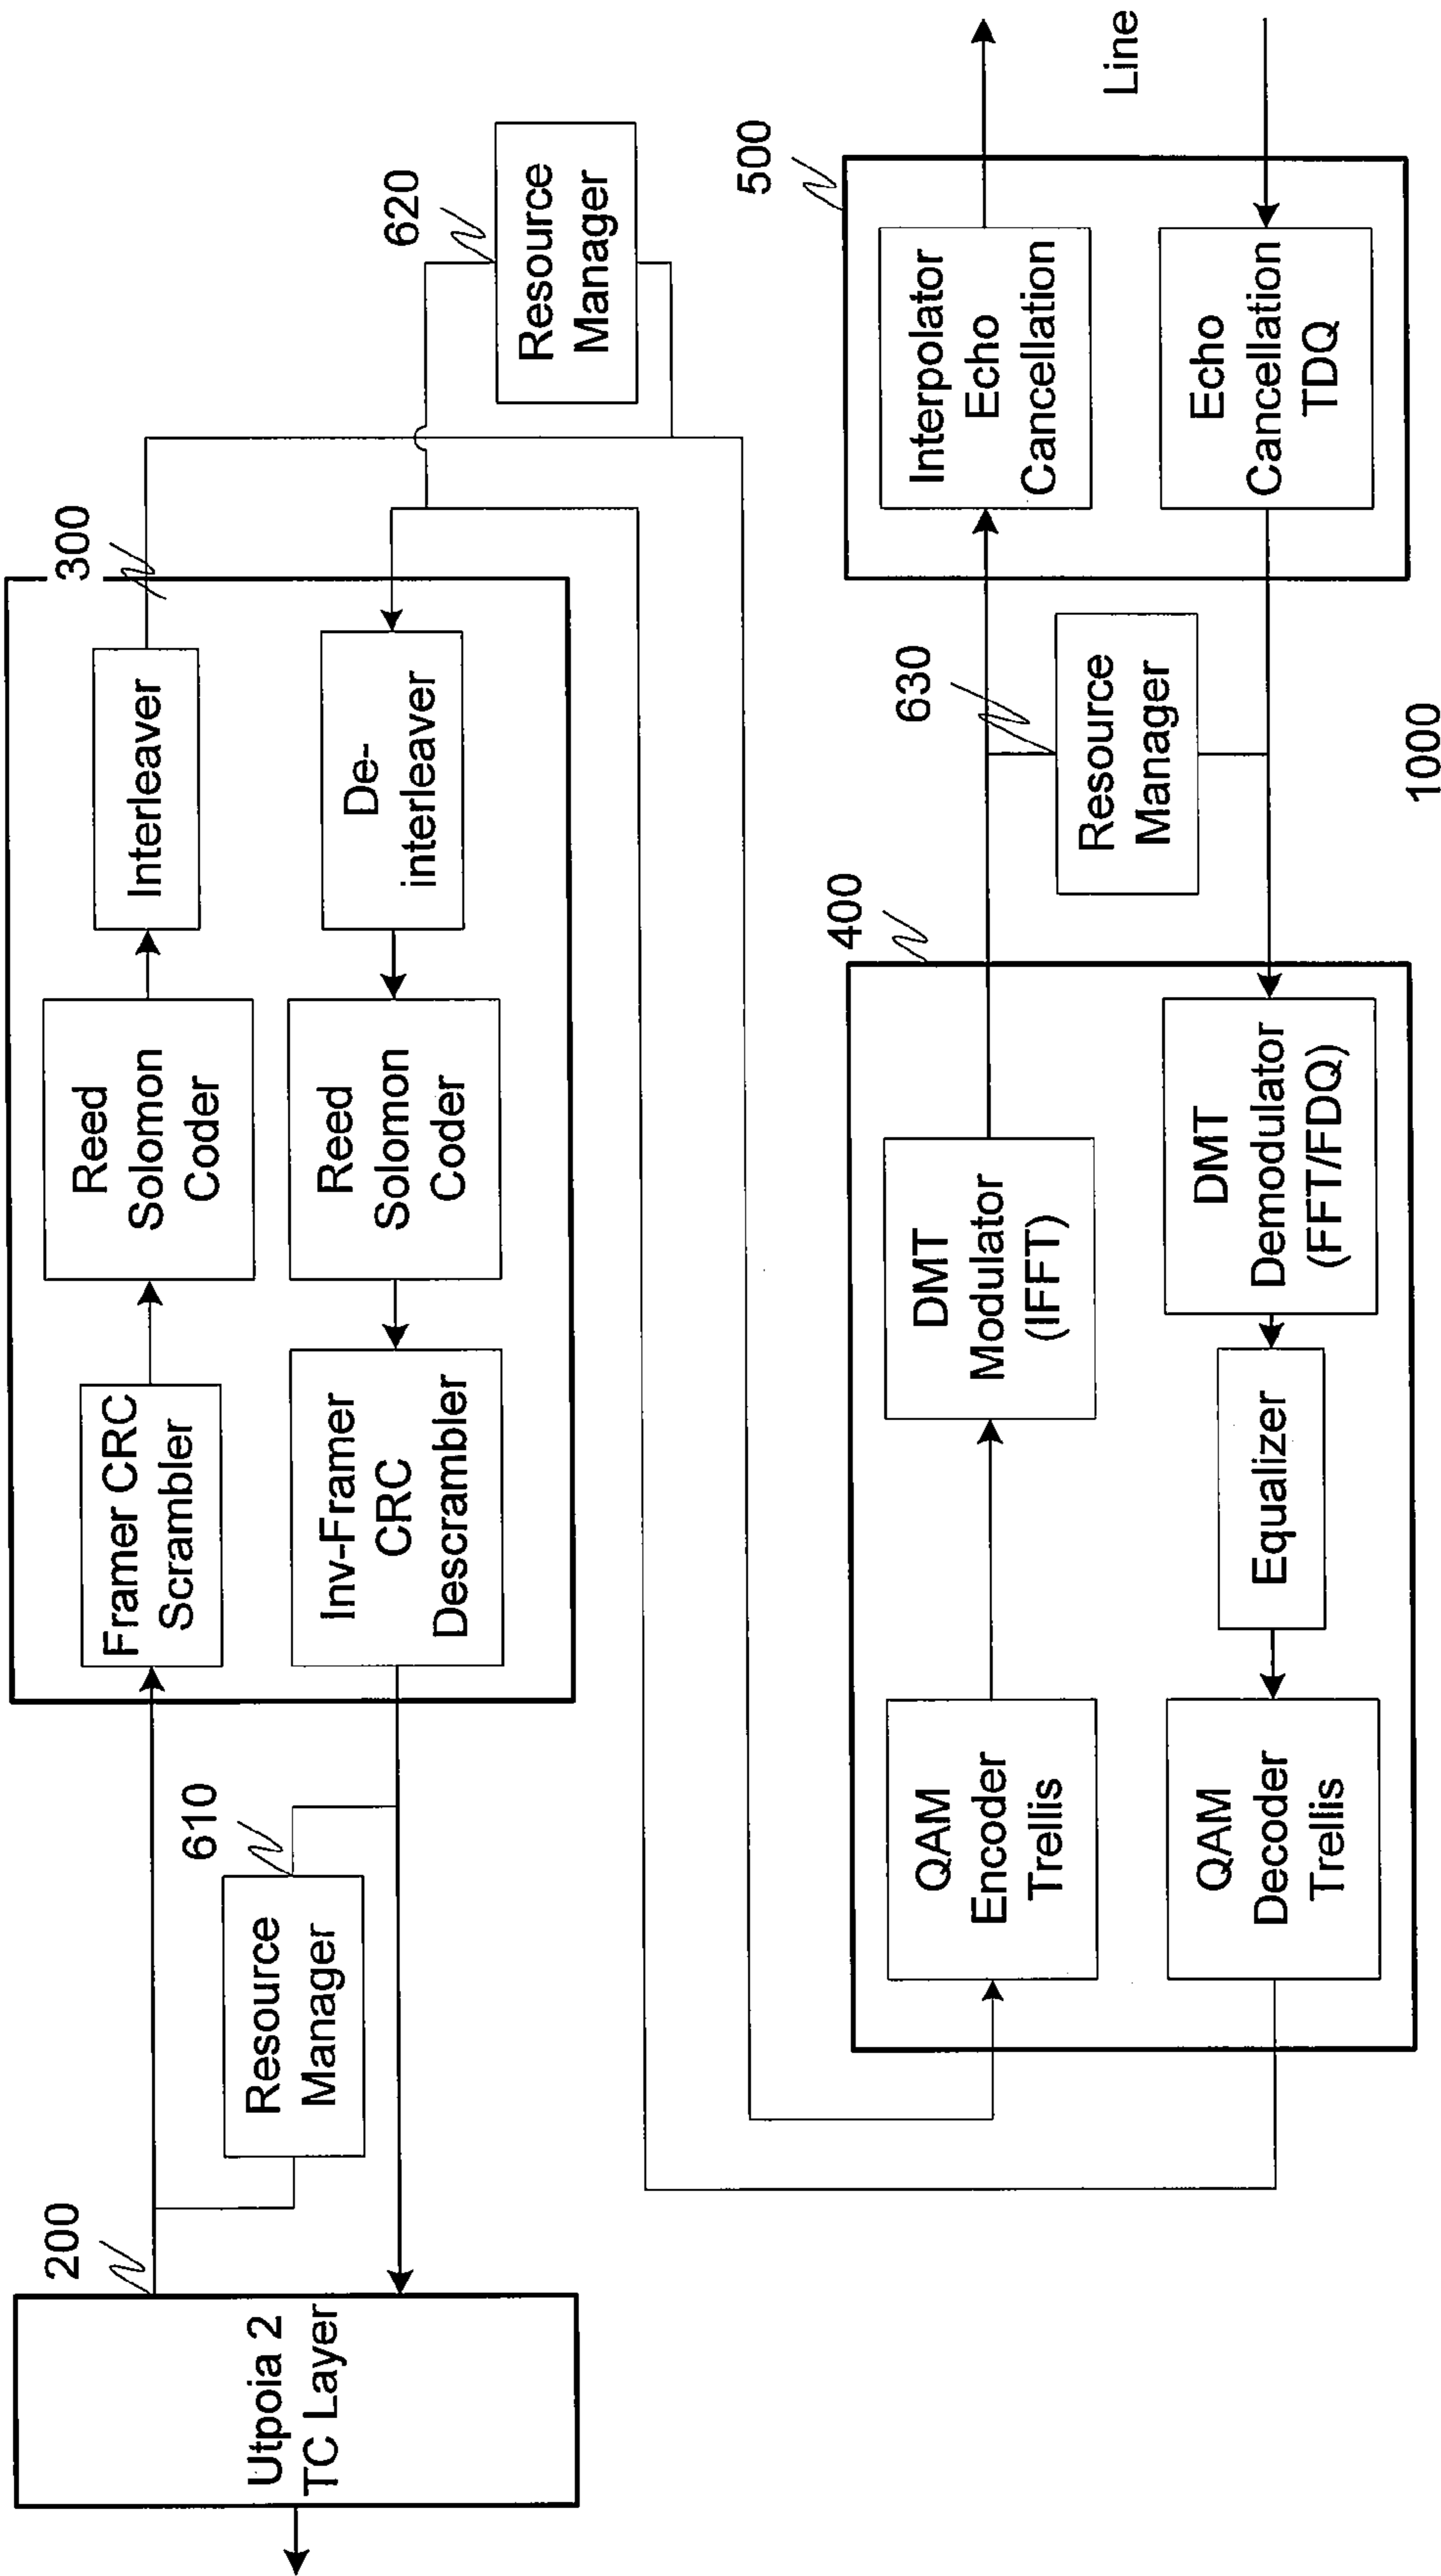 200
Utpoia 2
TC Layer
610
Resource
Manager
300
Framer CRC
Scrambler
Reed
Solomon
Coder
Interleaver
Inv-Framer
CRC
Descrambler
Reed
Solomon
Coder
De-
interleaver
620
Resource
Manager
400
QAM
Encoder
Trellis
DMT
Modulator
(IFFT)
QAM
Decoder
Trellis
Equalizer
DMT
Demodulator
(FFT/FDQ)
630
Resource
Manager
500
Interpolator
Echo
Cancellation
Echo
Cancellation
TDQ
Line
1000